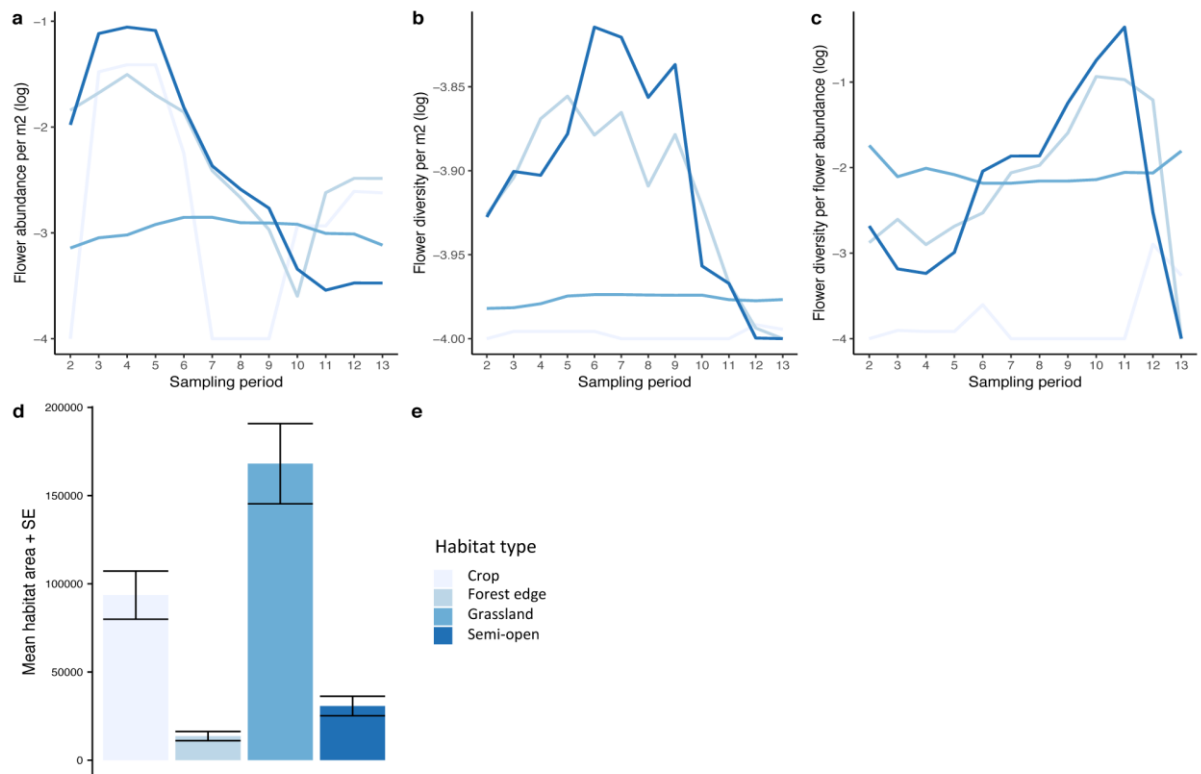 a
Flower abundance per m2 (log)
−1
−2
−3
−4
2 3 4 5 6 7 8 9 10 11 12 13
Sampling period
b
Flower diversity per m2 (log)
−3.85
−3.90
−3.95
−4.00
2 3 4 5 6 7 8 9 10 11 12 13
Sampling period
c
Flower diversity per flower abundance (log)
−1
−2
−3
−4
2 3 4 5 6 7 8 9 10 11 12 13
Sampling period
d
Mean habitat area + SE
200000
150000
100000
50000
0
e
Habitat type
Crop
Forest edge
Grassland
Semi-open